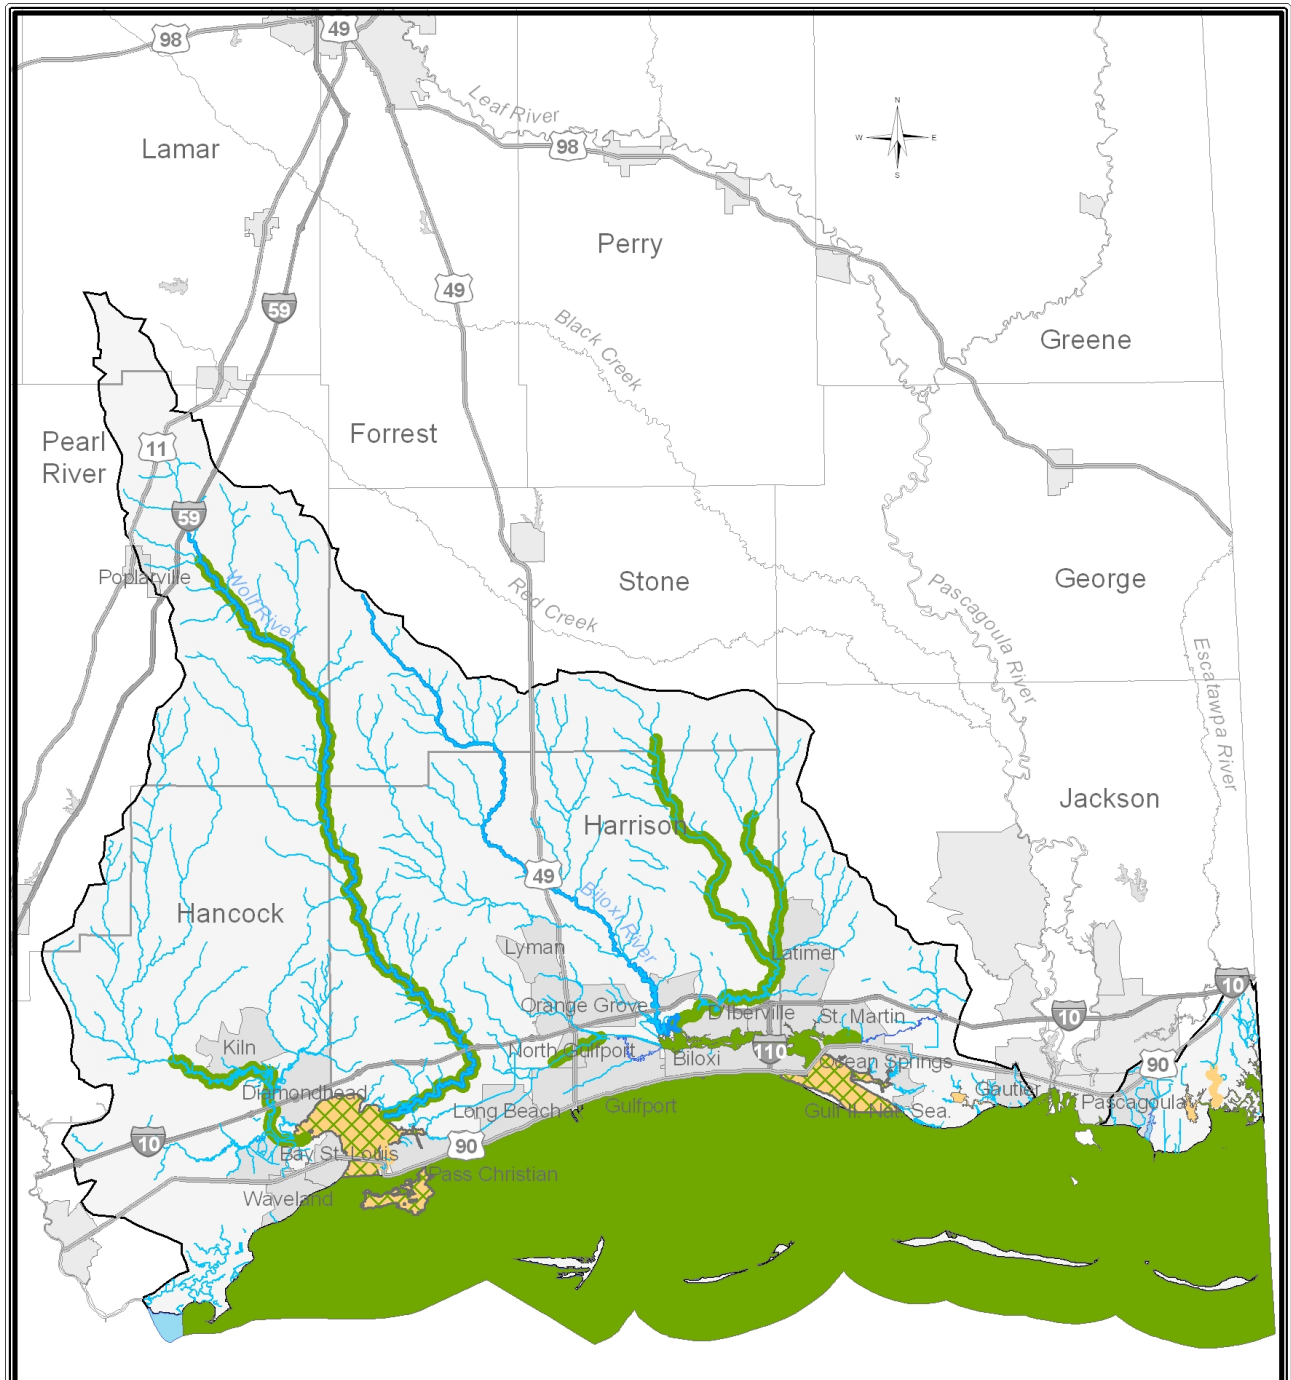 98
49
Leaf River
N
W
E
S
98
Lamar
Perry
49
59
Black Creek
Greene
Pearl
River
11
Forrest
59
Poplarville
Wolf River
Stone
Red Creek
George
Pascagoula River
Escatawpa River
Jackson
Harrison
49
Biloxi River
Hancock
Lyman
Latimer
10
Orange Grove
D'Iberville
St. Martin
10
Kiln
North Gulfport
Biloxi
110
Ocean Springs
90
Diamondhead
Long Beach
Gulfport
Gulf Il. Nat. Sea.
Gautier
Pascagoula
10
90
Bay St. Louis
Pass Christian
Waveland